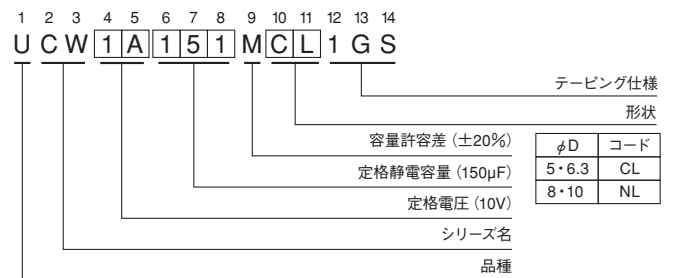 1 2 3 4 5 6 7 8 9 10 11 12 13 14
U C W 1 A 1 5 1 M C L 1 G S
テーピング仕様
形状
容量許容差（±20%）
定格静電容量（150µF）
定格電圧（10V）
シリーズ名
品種
φD コード
5・6.3 CL
8・10 NL